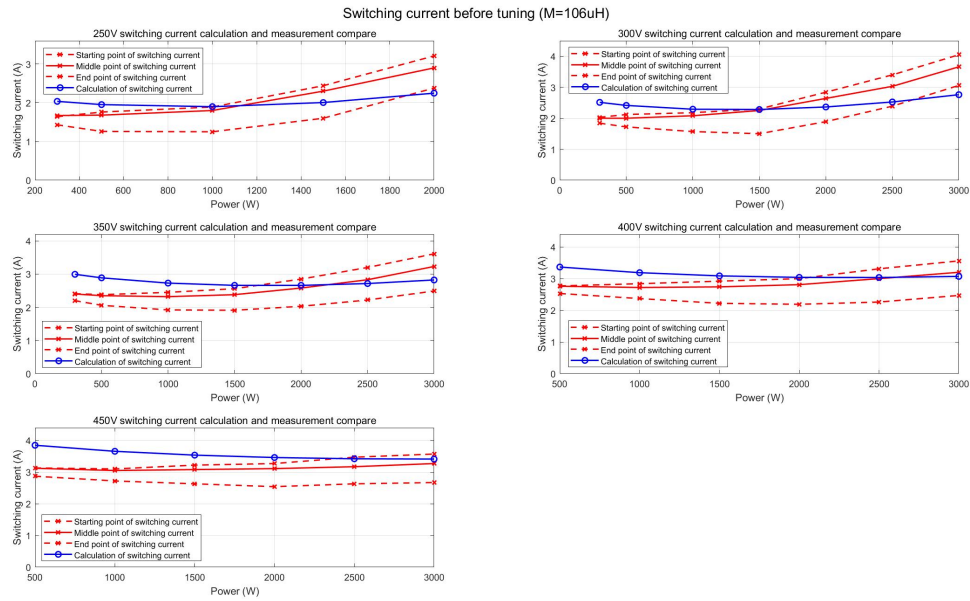 Switching current before tuning (M=106uH)
250V switching current calculation and measurement compare
Switching current (A)
3
2
1
0
Starting point of switching current
Middle point of switching current
End point of switching current
Calculation of switching current
200 400 600 800 1000 1200 1400 1600 1800 2000
Power (W)
300V switching current calculation and measurement compare
Switching current (A)
4
3
2
1
0
Starting point of switching current
Middle point of switching current
End point of switching current
Calculation of switching current
0 500 1000 1500 2000 2500 3000
Power (W)
350V switching current calculation and measurement compare
Switching current (A)
4
3
2
1
0
Starting point of switching current
Middle point of switching current
End point of switching current
Calculation of switching current
0 500 1000 1500 2000 2500 3000
Power (W)
400V switching current calculation and measurement compare
Switching current (A)
4
3
2
1
0
Starting point of switching current
Middle point of switching current
End point of switching current
Calculation of switching current
500 1000 1500 2000 2500 3000
Power (W)
450V switching current calculation and measurement compare
Switching current (A)
4
3
2
1
0
Starting point of switching current
Middle point of switching current
End point of switching current
Calculation of switching current
500 1000 1500 2000 2500 3000
Power (W)